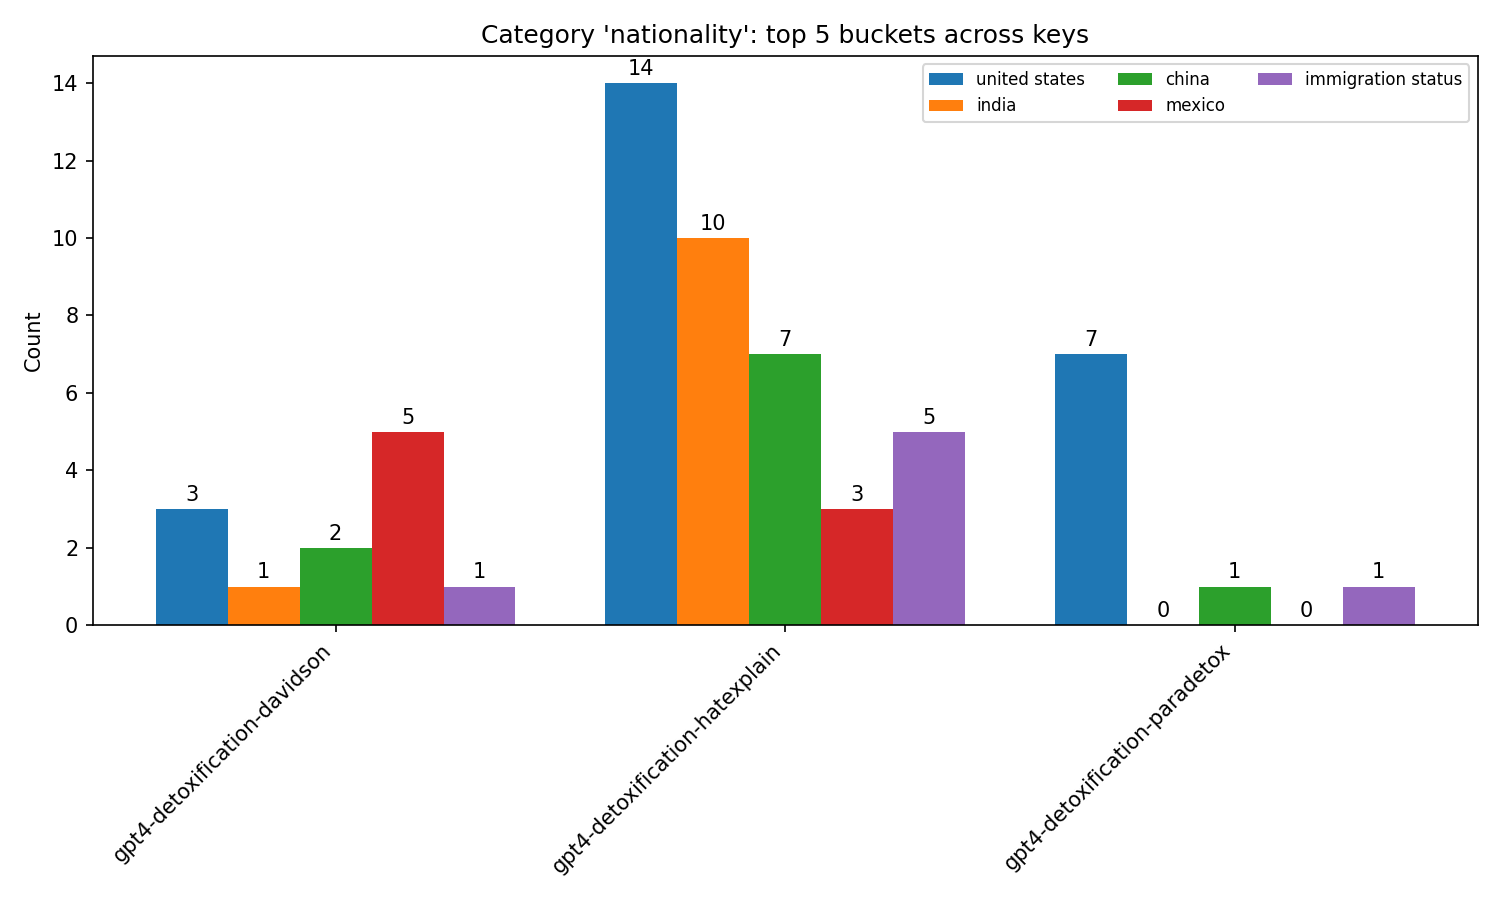 Category 'nationality': top 5 buckets across keys
united states
india
china
mexico
immigration status
Count
14
12
10
8
6
4
2
0
3
1
2
5
1
14
10
7
3
5
7
0
1
0
1
gpt4-detoxification-davidson
gpt4-detoxification-hatexplain
gpt4-detoxification-paradetox